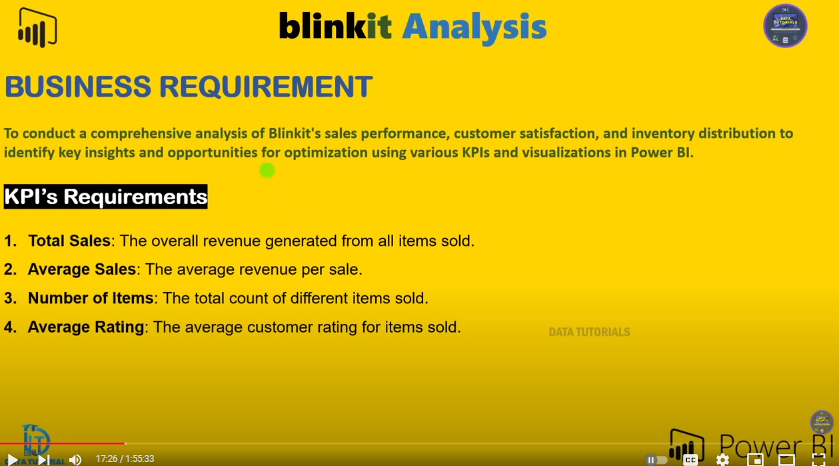 blinkit Analysis
DATA TUTORIALS
BUSINESS REQUIREMENT
To conduct a comprehensive analysis of Blinkit's sales performance, customer satisfaction, and inventory distribution to
identify key insights and opportunities for optimization using various KPIs and visualizations in Power BI.
KPI's Requirements
1. Total Sales: The overall revenue generated from all items sold.
2. Average Sales: The average revenue per sale.
3. Number of Items: The total count of different items sold.
4. Average Rating: The average customer rating for items sold.
DATA TUTORIALS
Power BI
17:26 / 1:55:33
CC